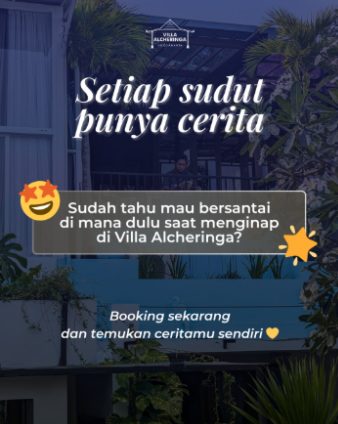 VILLA
ALCHERINGA
Setiap sudut
punya cerita
Sudah tahu mau bersantai
di mana dulu saat menginap
di Villa Alcheringa?
Booking sekarang
dan temukan ceritamu sendiri